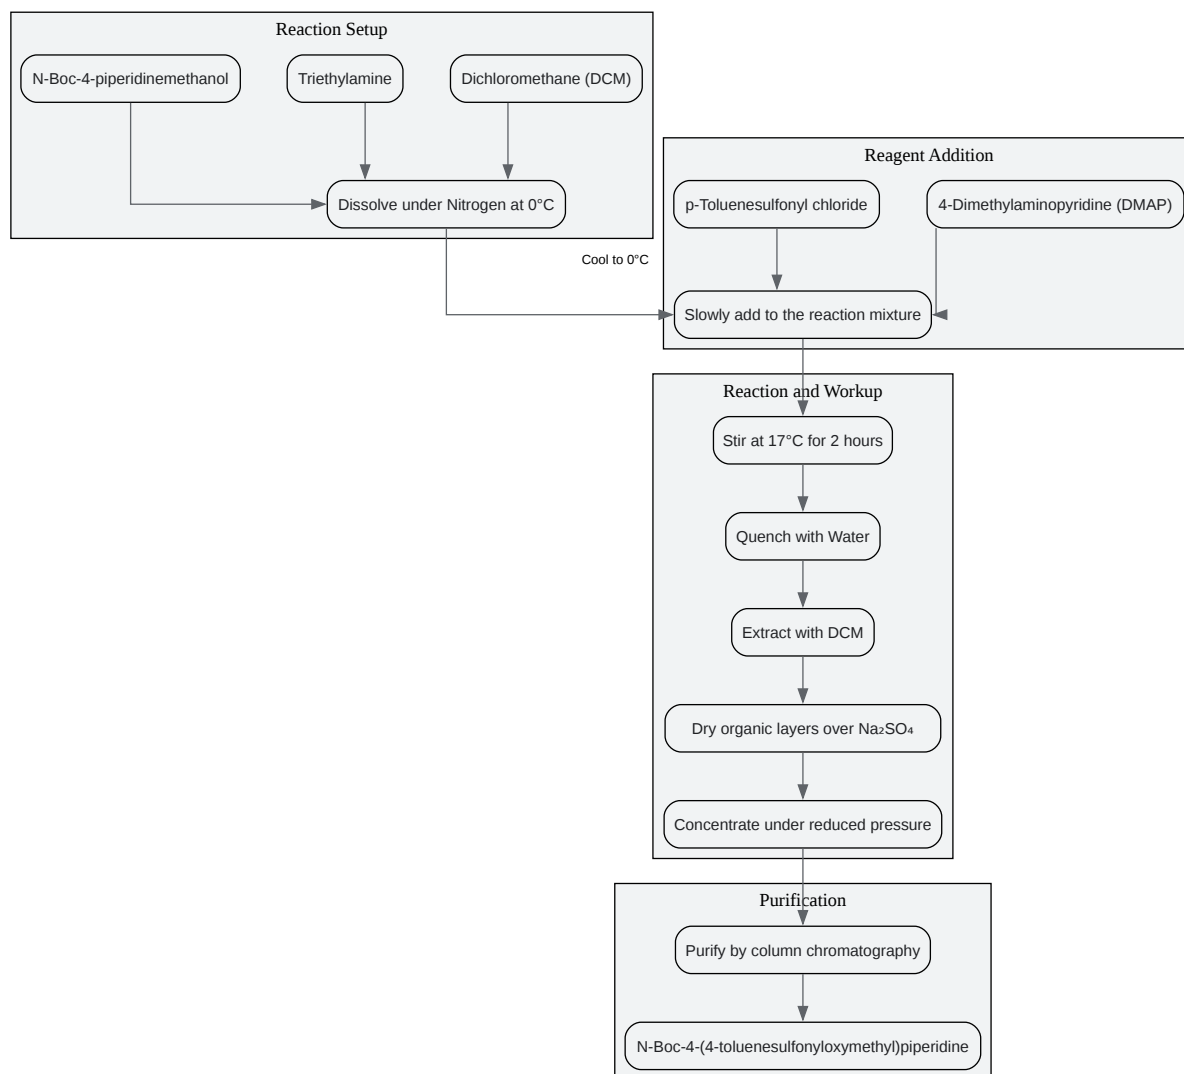 Reaction Setup
N-Boc-4-piperidinemethanol
Triethylamine
Dichloromethane (DCM)
Dissolve under Nitrogen at 0°C
Cool to 0°C
Reagent Addition
p-Toluenesulfonyl chloride
4-Dimethylaminopyridine (DMAP)
Slowly add to the reaction mixture
Reaction and Workup
Stir at 17°C for 2 hours
Quench with Water
Extract with DCM
Dry organic layers over Na₂SO₄
Concentrate under reduced pressure
Purification
Purify by column chromatography
N-Boc-4-(4-toluenesulfonyloxymethyl)piperidine